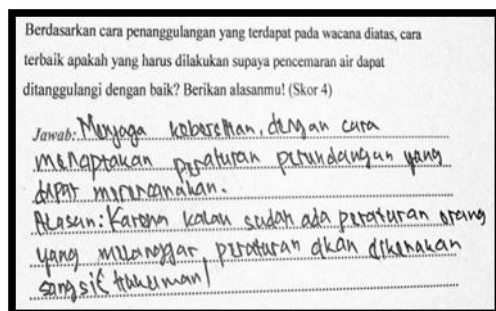 Berdasarkan cara penanggulangan yang terdapat pada wacana diatas, cara
terbaik apakah yang harus dilakukan supaya pencemaran air dapat
ditanggulangi dengan baik? Berikan alasanmu! (Skor 4)
Jawab: Menjaga kebersihan, dengan cara
menciptakan peraturan perundangan yang
dapat merencanakan.
Alasan: Karena kalau sudah ada peraturan orang
yang melanggar peraturan akan dikenakan
sangsi hukuman